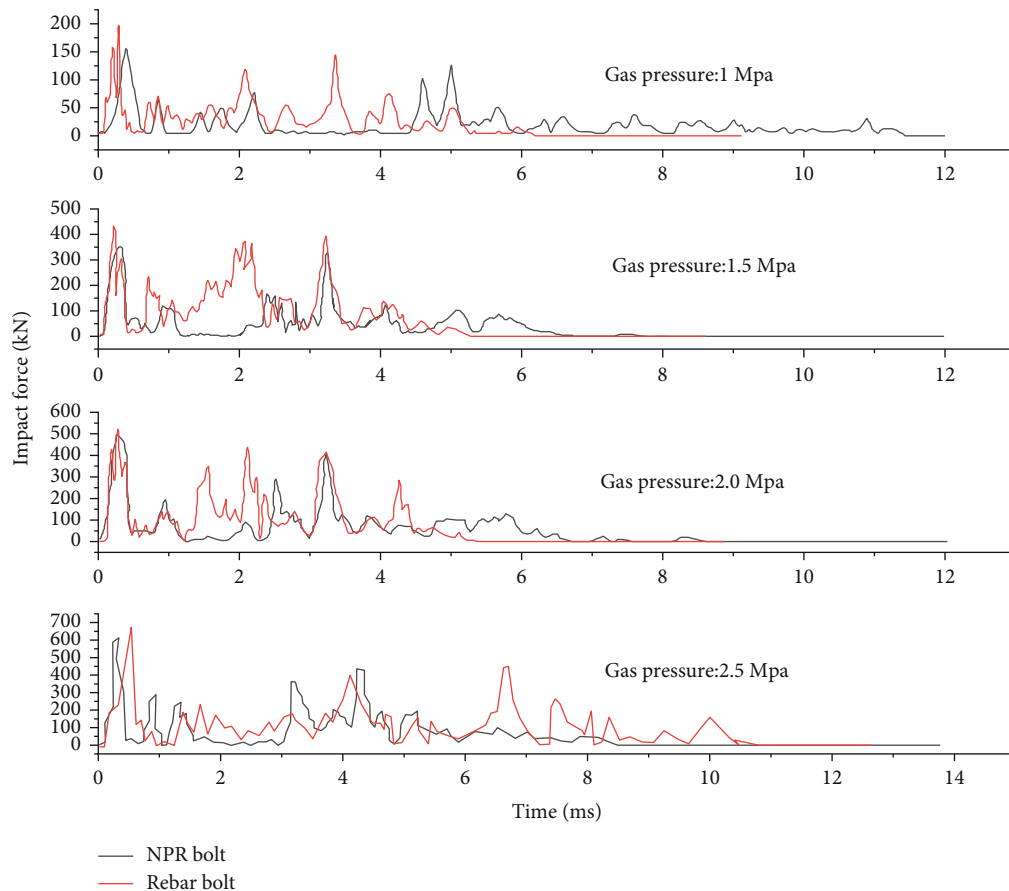 200
150
Gas pressure:1 Mpa
100
50
0
0 2 4 6 8 10 12
500
400
300
Gas pressure:1.5 Mpa
200
100
0
0 2 4 6 8 10 12
Impact force (kN)
600
500
400
300
Gas pressure:2.0 Mpa
200
100
0
0 2 4 6 8 10 12
700
600
500
400
Gas pressure:2.5 Mpa
300
200
100
0
0 2 4 6 8 10 12 14
Time (ms)
NPR bolt
Rebar bolt